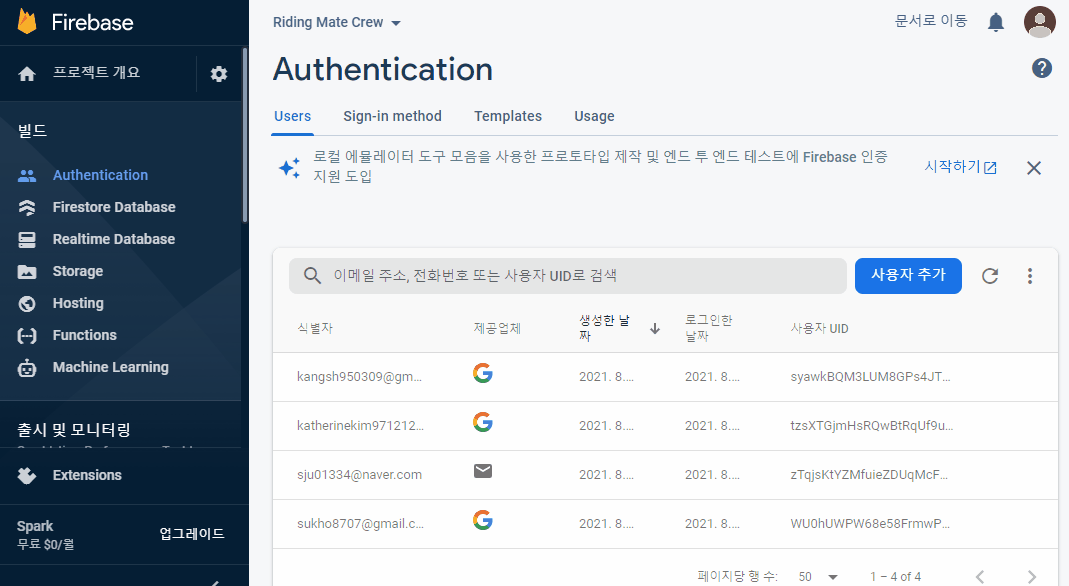 Firebase
Riding Mate Crew
문서로 이동
프로젝트 개요
Authentication
Users Sign-in method Templates Usage
로컬 에뮬레이터 도구 모음을 사용한 프로토타입 제작 및 엔드 투 엔드 테스트에 Firebase 인증
지원 도입
시작하기
빌드
Authentication
Firestore Database
Realtime Database
Storage
Hosting
Functions
Machine Learning
출시 및 모니터링
Extensions
Spark
무료 $0/월
업그레이드
이메일 주소, 전화번호 또는 사용자 UID로 검색
사용자 추가
식별자 제공업체 생성한 날짜 로그인한 날짜 사용자 UID
kangsh950309@gm... 2021. 8.... 2021. 8.... syawkBQM3LUM8GPs4JT...
katherinekim971212... 2021. 8.... 2021. 8.... tzsXTGjmHsRQwBtRqUf9u...
sju01334@naver.com 2021. 8.... 2021. 8.... zTqjsKtYZMfuieZDUqMcF...
sukho8707@gmail.c... 2021. 8.... 2021. 8.... WU0hUWPW68e58FrmwP...
페이지당 행 수: 50 1 – 4 of 4